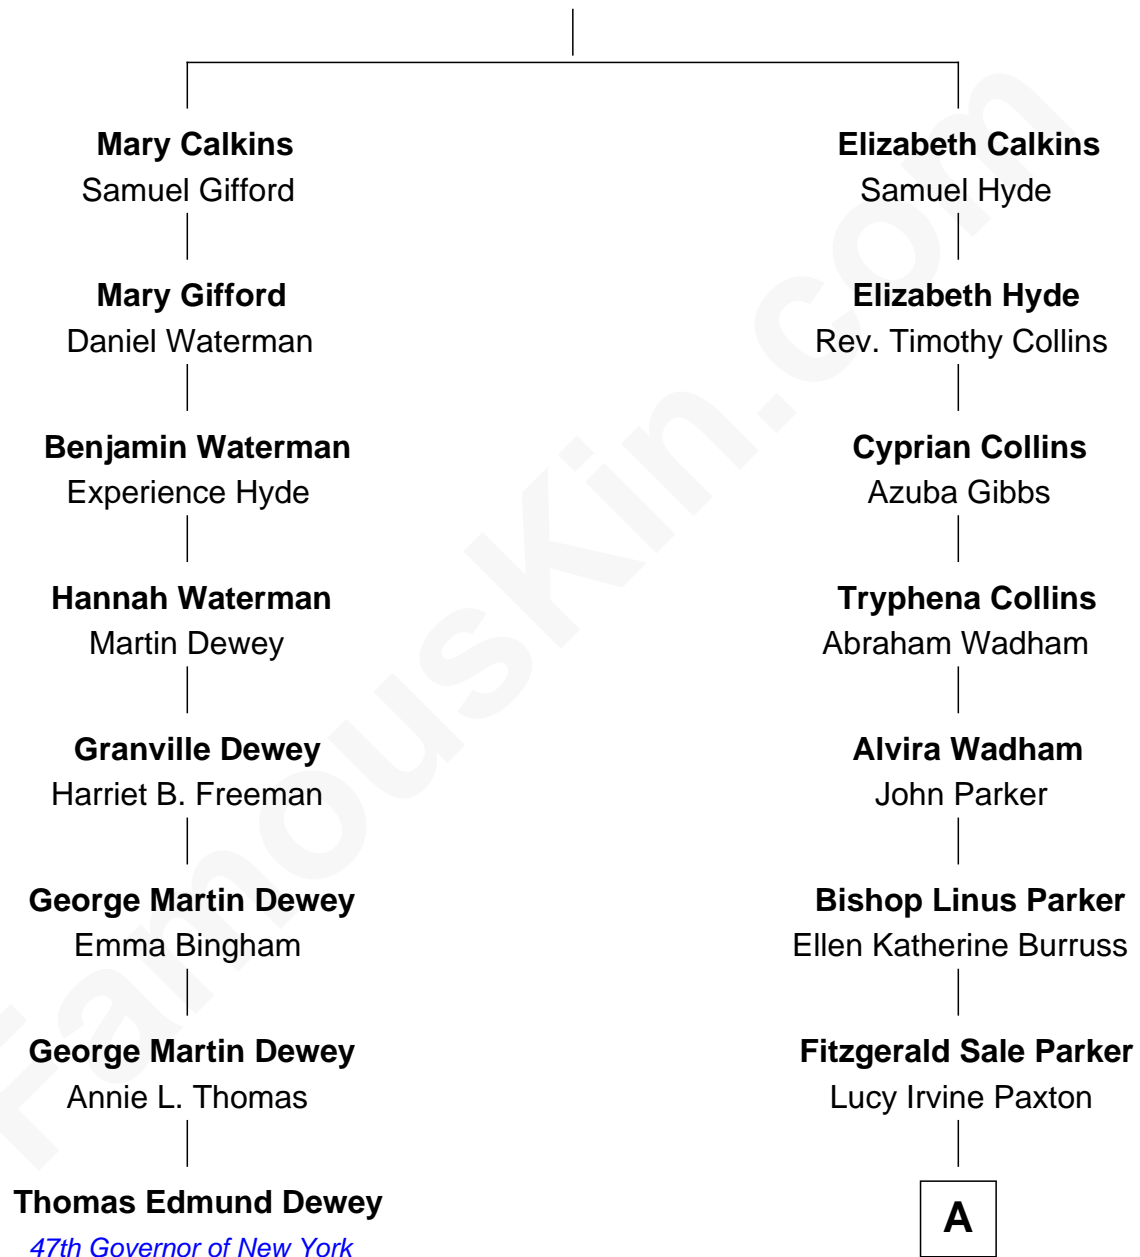 Mary Calkins
Samuel Gifford
Mary Gifford
Daniel Waterman
Benjamin Waterman
Experience Hyde
Hannah Waterman
Martin Dewey
Granville Dewey
Harriet B. Freeman
George Martin Dewey
Emma Bingham
George Martin Dewey
Annie L. Thomas
Thomas Edmund Dewey
47th Governor of New York
Elizabeth Calkins
Samuel Hyde
Elizabeth Hyde
Rev. Timothy Collins
Cyprian Collins
Azuba Gibbs
Tryphena Collins
Abraham Wadham
Alvira Wadham
John Parker
Bishop Linus Parker
Ellen Katherine Burruss
Fitzgerald Sale Parker
Lucy Irvine Paxton
A
FamousKin.com